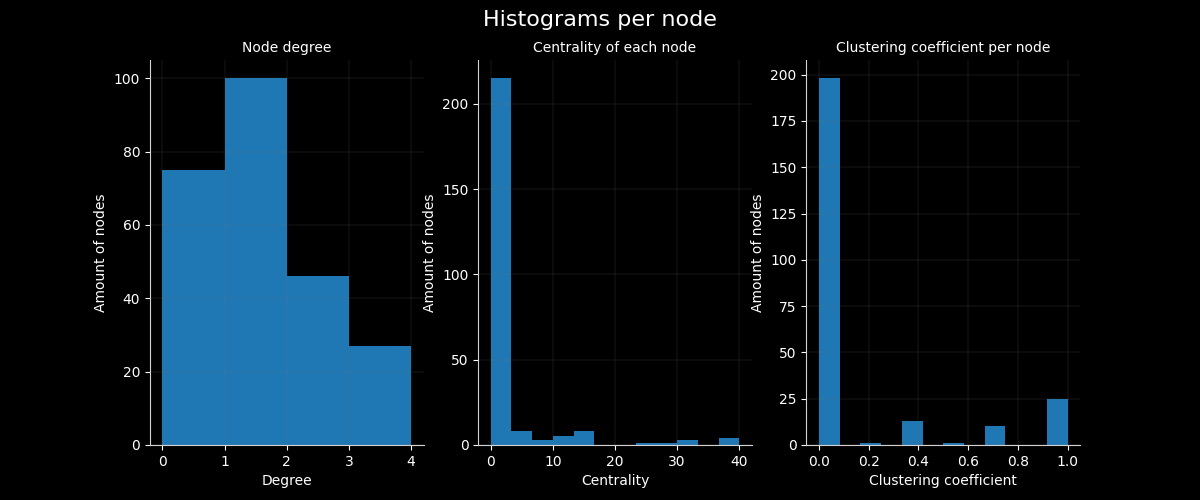 Histograms per node
Node degree
Amount of nodes
100
80
60
40
20
0
0 1 2 3 4
Degree
Centrality of each node
Amount of nodes
200
150
100
50
0
0 10 20 30 40
Centrality
Clustering coefficient per node
Amount of nodes
200
175
150
125
100
75
50
25
0
0.0 0.2 0.4 0.6 0.8 1.0
Clustering coefficient